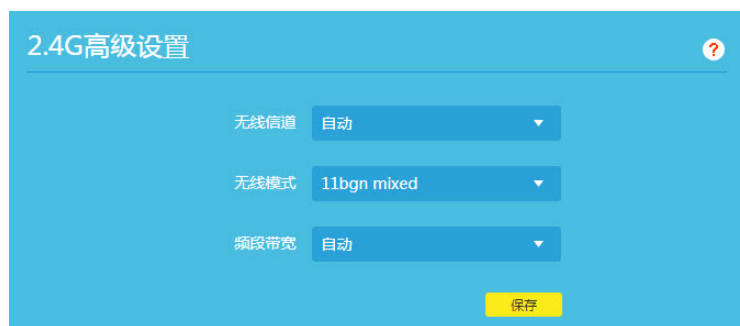 2.4G高级设置
?
无线信道 自动
无线模式 11bgn mixed
频段带宽 自动
保存